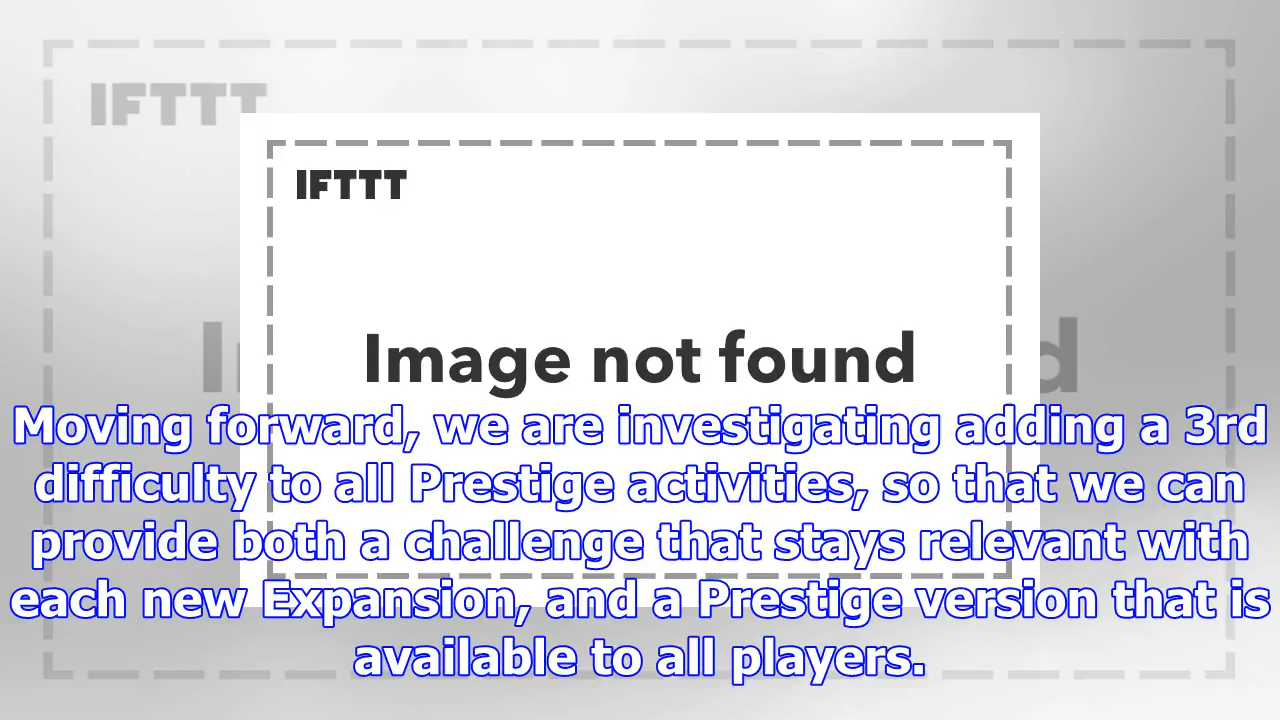 IFTTT
IFTTT
Image not found
Moving forward, we are investigating adding a 3rd
difficulty to all Prestige activities, so that we can
provide both a challenge that stays relevant with
each new Expansion, and a Prestige version that is
available to all players.